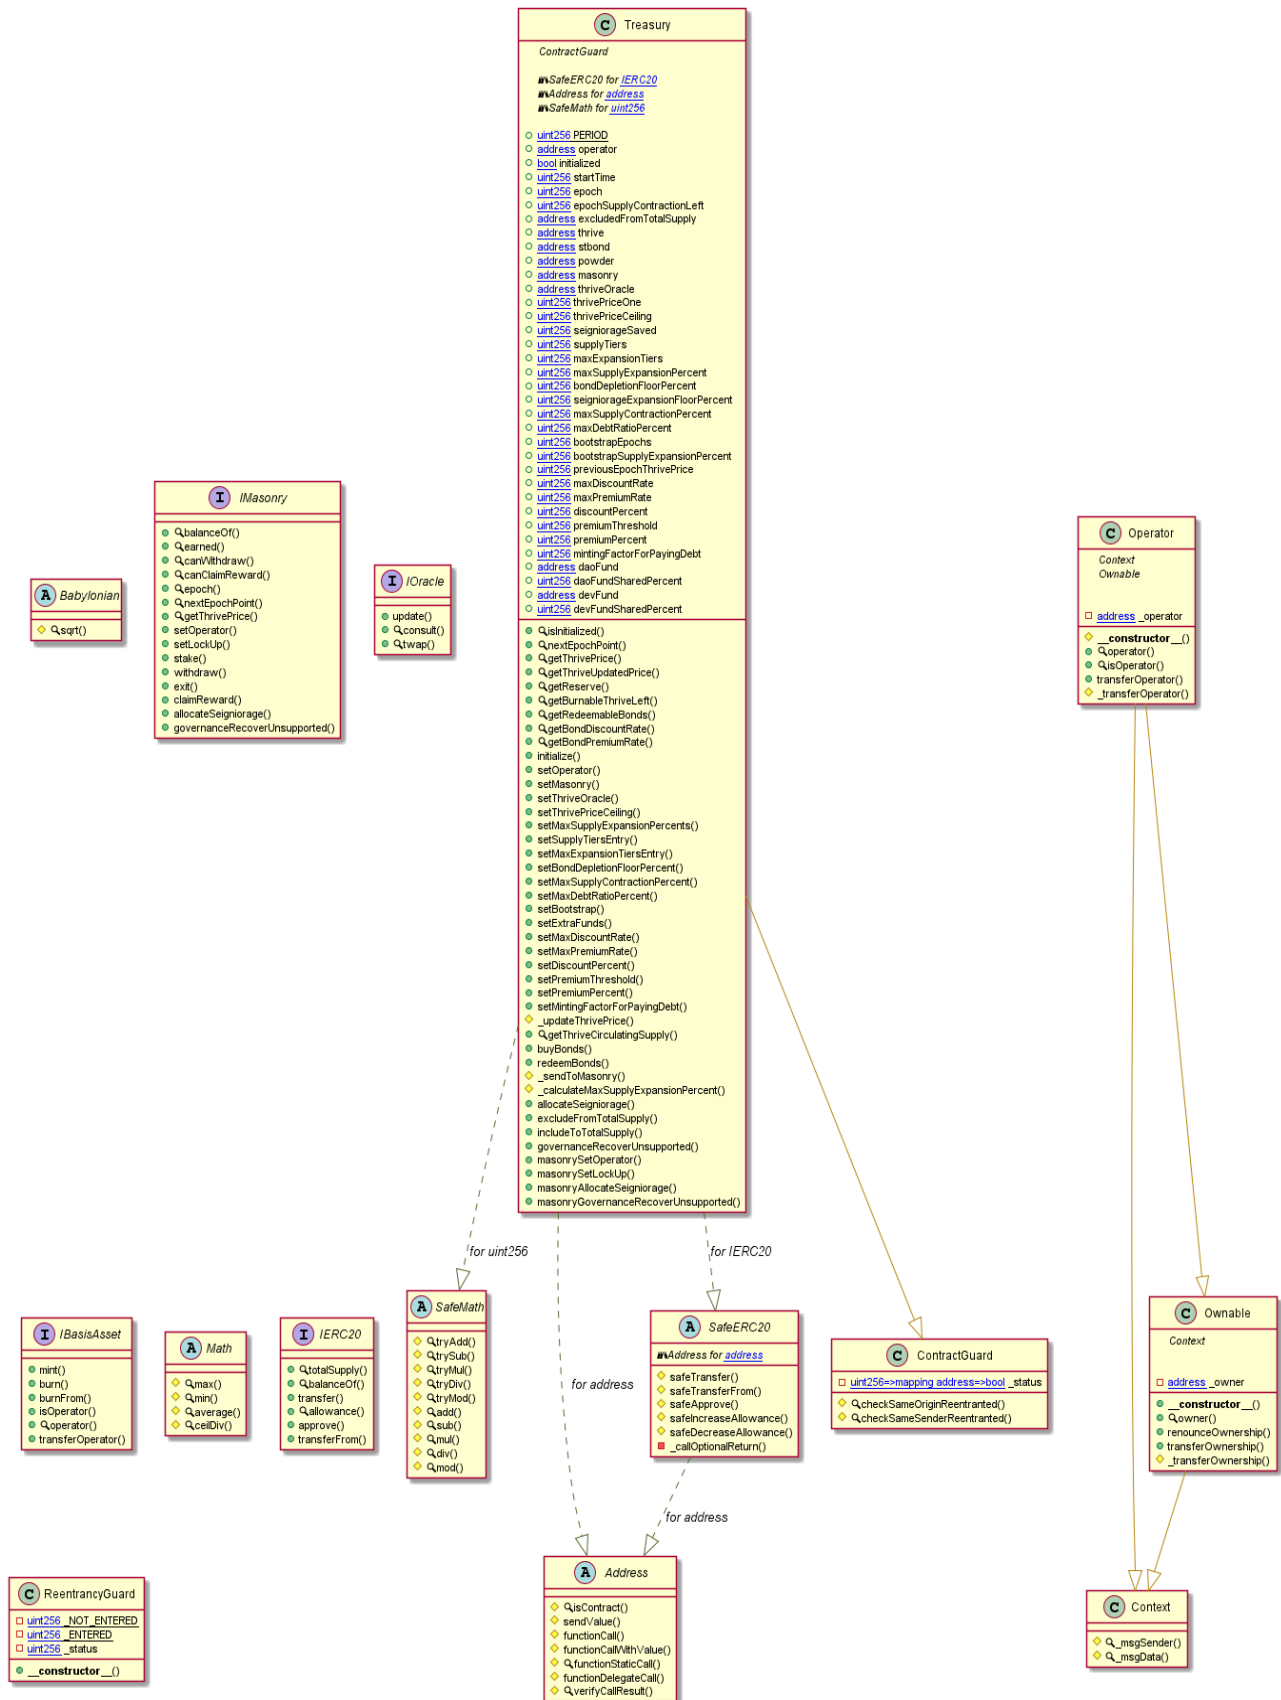 C Treasury
ContractGuard
SafeERC20 for IERC20
Address for address
SafeMath for uint256
uint256 PERIOD
address operator
bool initialized
uint256 startTime
uint256 epoch
uint256 epochSupplyContractionLeft
address excludedFromTotalSupply
address thrive
address stbond
address powder
address masonry
address thriveOracle
uint256 thrivePriceOne
uint256 thrivePriceCeiling
uint256 seigniorageSaved
uint256 supplyTiers
uint256 maxExpansionTiers
uint256 maxSupplyExpansionPercent
uint256 bondDepletionFloorPercent
uint256 seigniorageExpansionFloorPercent
uint256 maxSupplyContractionPercent
uint256 maxDebtRatioPercent
uint256 bootstrapEpochs
uint256 bootstrapSupplyExpansionPercent
uint256 previousEpochThrivePrice
uint256 maxDiscountRate
uint256 maxPremiumRate
uint256 discountPercent
uint256 premiumThreshold
uint256 premiumPercent
uint256 mintingFactorForPayingDebt
address daoFund
uint256 daoFundSharedPercent
address devFund
uint256 devFundSharedPercent
isInitialized()
nextEpochPoint()
getThrivePrice()
getThriveUpdatedPrice()
getReserve()
getBurnableThriveLeft()
getRedeemableBonds()
getBondDiscountRate()
getBondPremiumRate()
initialize()
setOperator()
setMasonry()
setThriveOracle()
setThrivePriceCeiling()
setMaxSupplyExpansionPercents()
setSupplyTiersEntry()
setMaxExpansionTiersEntry()
setBondDepletionFloorPercent()
setMaxSupplyContractionPercent()
setMaxDebtRatioPercent()
setBootstrap()
setExtraFunds()
setMaxDiscountRate()
setMaxPremiumRate()
setDiscountPercent()
setPremiumThreshold()
setPremiumPercent()
setMintingFactorForPayingDebt()
_updateThrivePrice()
getThriveCirculatingSupply()
buyBonds()
redeemBonds()
_sendToMasonry()
_calculateMaxSupplyExpansionPercent()
allocateSeigniorage()
excludeFromTotalSupply()
includeToTotalSupply()
governanceRecoverUnsupported()
masonrySetOperator()
masonrySetLockUp()
masonryAllocateSeigniorage()
masonryGovernanceRecoverUnsupported()
A Babylonian
sqrt()
I IMasonry
balanceOf()
earned()
canWithdraw()
canClaimReward()
epoch()
nextEpochPoint()
getThrivePrice()
setOperator()
setLockUp()
stake()
withdraw()
exit()
claimReward()
allocateSeigniorage()
governanceRecoverUnsupported()
I IOracle
update()
consult()
twap()
C Operator
Context
Ownable
address _operator
__constructor__()
operator()
isOperator()
transferOperator()
_transferOperator()
for uint256
for IERC20
for address
for address
I IBasisAsset
mint()
burn()
burnFrom()
isOperator()
operator()
transferOperator()
A Math
max()
min()
average()
ceilDiv()
I IERC20
totalSupply()
balanceOf()
transfer()
allowance()
approve()
transferFrom()
A SafeMath
tryAdd()
trySub()
tryMul()
tryDiv()
tryMod()
add()
sub()
mul()
div()
mod()
A SafeERC20
Address for address
safeTransfer()
safeTransferFrom()
safeApprove()
safeIncreaseAllowance()
safeDecreaseAllowance()
_callOptionalReturn()
C ContractGuard
uint256=>mapping address=>bool _status
checkSameOriginReentranted()
checkSameSenderReentranted()
C Ownable
Context
address _owner
__constructor__()
owner()
renounceOwnership()
transferOwnership()
_transferOwnership()
C ReentrancyGuard
uint256 _NOT_ENTERED
uint256 _ENTERED
uint256 _status
__constructor__()
A Address
isContract()
sendValue()
functionCall()
functionCallWithValue()
functionStaticCall()
functionDelegateCall()
verifyCallResult()
C Context
_msgSender()
_msgData()